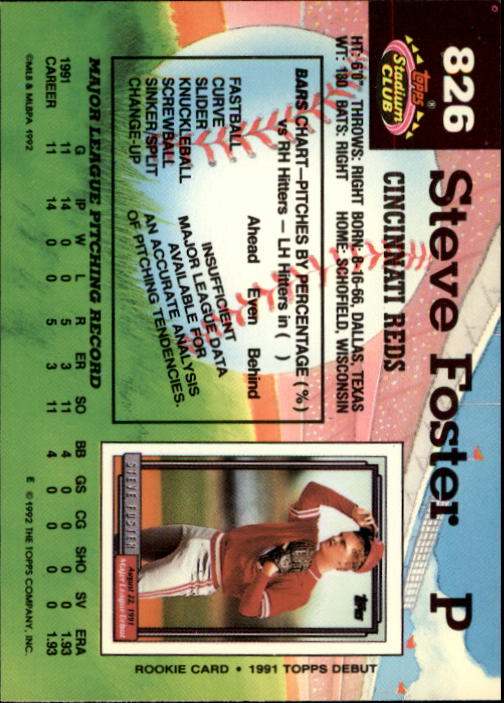 826
Topps
Stadium
CLUB
®
Steve Foster P
CINCINNATI REDS
HT: 6'0" THROWS: RIGHT BORN: 8-16-66, DALLAS, TEXAS
WT: 180 BATS: RIGHT HOME: SCHOFIELD, WISCONSIN
BARS CHART—PITCHES BY PERCENTAGE (%)
vs RH Hitters — LH Hitters in ( )
Ahead Even Behind
FASTBALL
CURVE
SLIDER
KNUCKLEBALL
SCREWBALL
SINKER/SPLIT
CHANGE-UP
INSUFFICIENT
MAJOR LEAGUE DATA
AVAILABLE FOR
AN ACCURATE ANALYSIS
OF PITCHING TENDENCIES.
MAJOR LEAGUE PITCHING RECORD
G IP W L R ER SO BB GS CG SHO SV ERA
1991 11 14 0 0 5 3 11 4 0 0 0 0 1.93
CAREER 11 14 0 0 5 3 11 4 0 0 0 0 1.93
©MLB & MLBPA 1992
E © 1992 THE TOPPS COMPANY, INC.
Topps
STEVE FOSTER
August 22, 1991
Major League Debut
ROOKIE CARD • 1991 TOPPS DEBUT